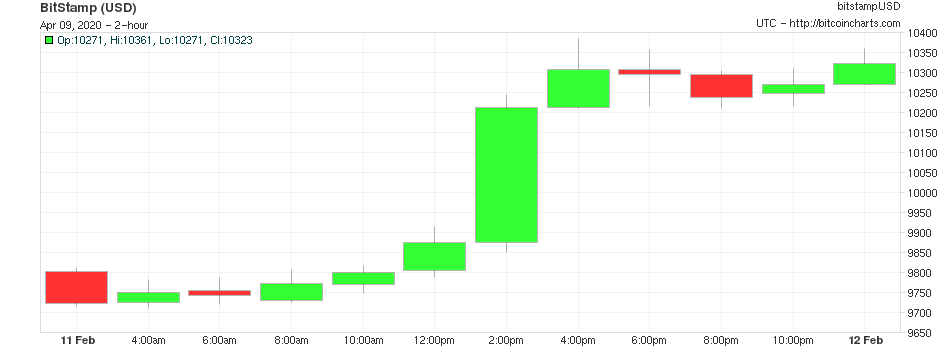 BitStamp (USD)
bitstampUSD
Apr 09, 2020 - 2-hour
UTC - http://bitcoincharts.com
Op:10271, Hi:10361, Lo:10271, Cl:10323
10400
10350
10300
10250
10200
10150
10100
10050
10000
9950
9900
9850
9800
9750
9700
9650
11 Feb
4:00am
6:00am
8:00am
10:00am
12:00pm
2:00pm
4:00pm
6:00pm
8:00pm
10:00pm
12 Feb